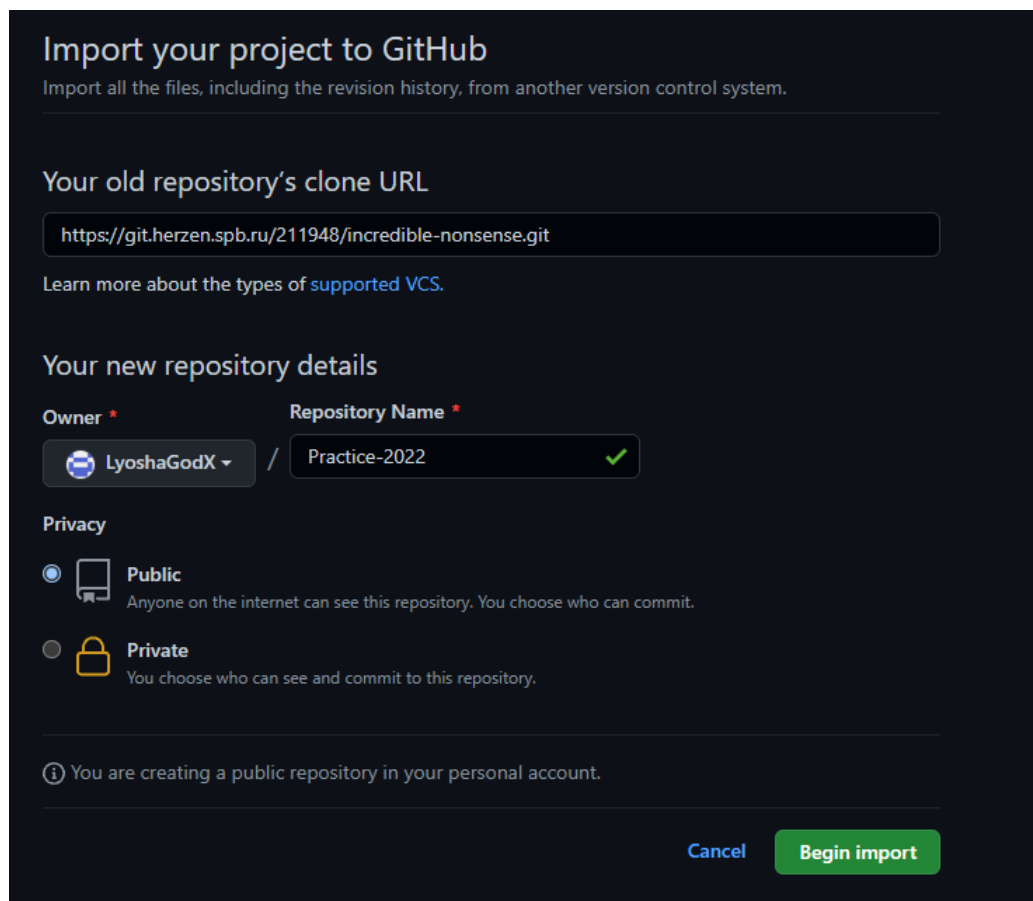 Import your project to GitHub
Import all the files, including the revision history, from another version control system.
Your old repository’s clone URL
https://git.herzen.spb.ru/211948/incredible-nonsense.git
Learn more about the types of supported VCS.
Your new repository details
Owner *
Repository Name *
LyoshaGodX / Practice-2022
Privacy
Public
Anyone on the internet can see this repository. You choose who can commit.
Private
You choose who can see and commit to this repository.
You are creating a public repository in your personal account.
Cancel Begin import